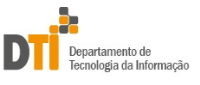 DTI
Departamento de
Tecnologia da Informação